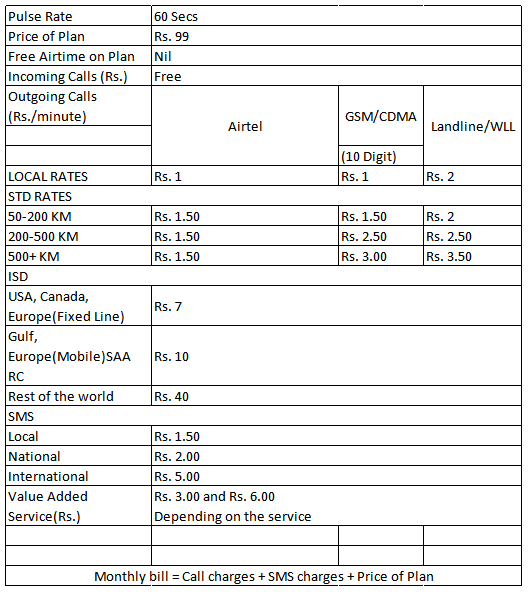 Pulse Rate 60 Secs
Price of Plan Rs. 99
Free Airtime on Plan Nil
Incoming Calls (Rs.) Free
Outgoing Calls
(Rs./minute) Airtel GSM/CDMA Landline/WLL
(10 Digit)
LOCAL RATES Rs. 1 Rs. 1 Rs. 2
STD RATES
50-200 KM Rs. 1.50 Rs. 1.50 Rs. 2
200-500 KM Rs. 1.50 Rs. 2.50 Rs. 2.50
500+ KM Rs. 1.50 Rs. 3.00 Rs. 3.50
ISD
USA, Canada,
Europe(Fixed Line) Rs. 7
Gulf,
Europe(Mobile)SAA Rs. 10
RC
Rest of the world Rs. 40
SMS
Local Rs. 1.50
National Rs. 2.00
International Rs. 5.00
Value Added Rs. 3.00 and Rs. 6.00
Service(Rs.) Depending on the service
Monthly bill = Call charges + SMS charges + Price of Plan